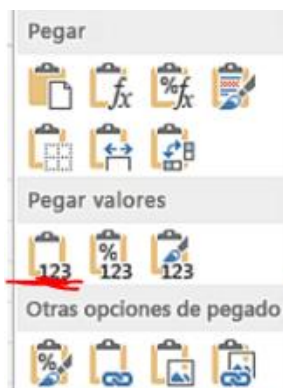 Pegar
fx %fx
Pegar valores
123 % 123 123
Otras opciones de pegado
%